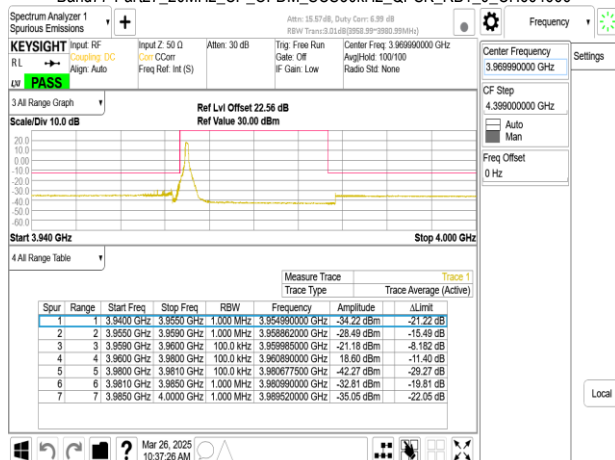 Spectrum Analyzer 1
Spurious Emissions
+
Attn: 15.57dB, Duty Corr: 6.99 dB
RBW Trans:3.01dB(3958.99~3980.99MHz)
Frequency
Settings
KEYSIGHT
Input: RF
Input Z: 50 Ω
Atten: 30 dB
Trig: Free Run
Center Freq: 3.969990000 GHz
RL
Coupling: DC
Corr CCorr
Gate: Off
Avg|Hold: 100/100
Align: Auto
Freq Ref: Int (S)
IF Gain: Low
Radio Std: None
PASS
Center Frequency
3.969990000 GHz
CF Step
4.399000000 GHz
Auto
Man
Freq Offset
0 Hz
3 All Range Graph
Ref Lvl Offset 22.56 dB
Scale/Div 10.0 dB
Ref Value 30.00 dBm
20.0
10.0
0.00
-10.0
-20.0
-30.0
-40.0
-50.0
-60.0
Start 3.940 GHz
Stop 4.000 GHz
4 All Range Table
Measure Trace Trace 1
Trace Type Trace Average (Active)
Spur Range Start Freq Stop Freq RBW Frequency Amplitude ΔLimit
1 1 3.9400 GHz 3.9550 GHz 1.000 MHz 3.954990000 GHz -34.22 dBm -21.22 dB
2 2 3.9550 GHz 3.9590 GHz 1.000 MHz 3.958862000 GHz -28.49 dBm -15.49 dB
3 3 3.9590 GHz 3.9600 GHz 100.0 kHz 3.959985000 GHz -21.18 dBm -8.182 dB
4 4 3.9600 GHz 3.9800 GHz 100.0 kHz 3.960890000 GHz 18.60 dBm -11.40 dB
5 5 3.9800 GHz 3.9810 GHz 100.0 kHz 3.980677500 GHz -42.27 dBm -29.27 dB
6 6 3.9810 GHz 3.9850 GHz 1.000 MHz 3.980990000 GHz -32.81 dBm -19.81 dB
7 7 3.9850 GHz 4.0000 GHz 1.000 MHz 3.989520000 GHz -35.05 dBm -22.05 dB
Local
?
Mar 26, 2025
10:37:26 AM